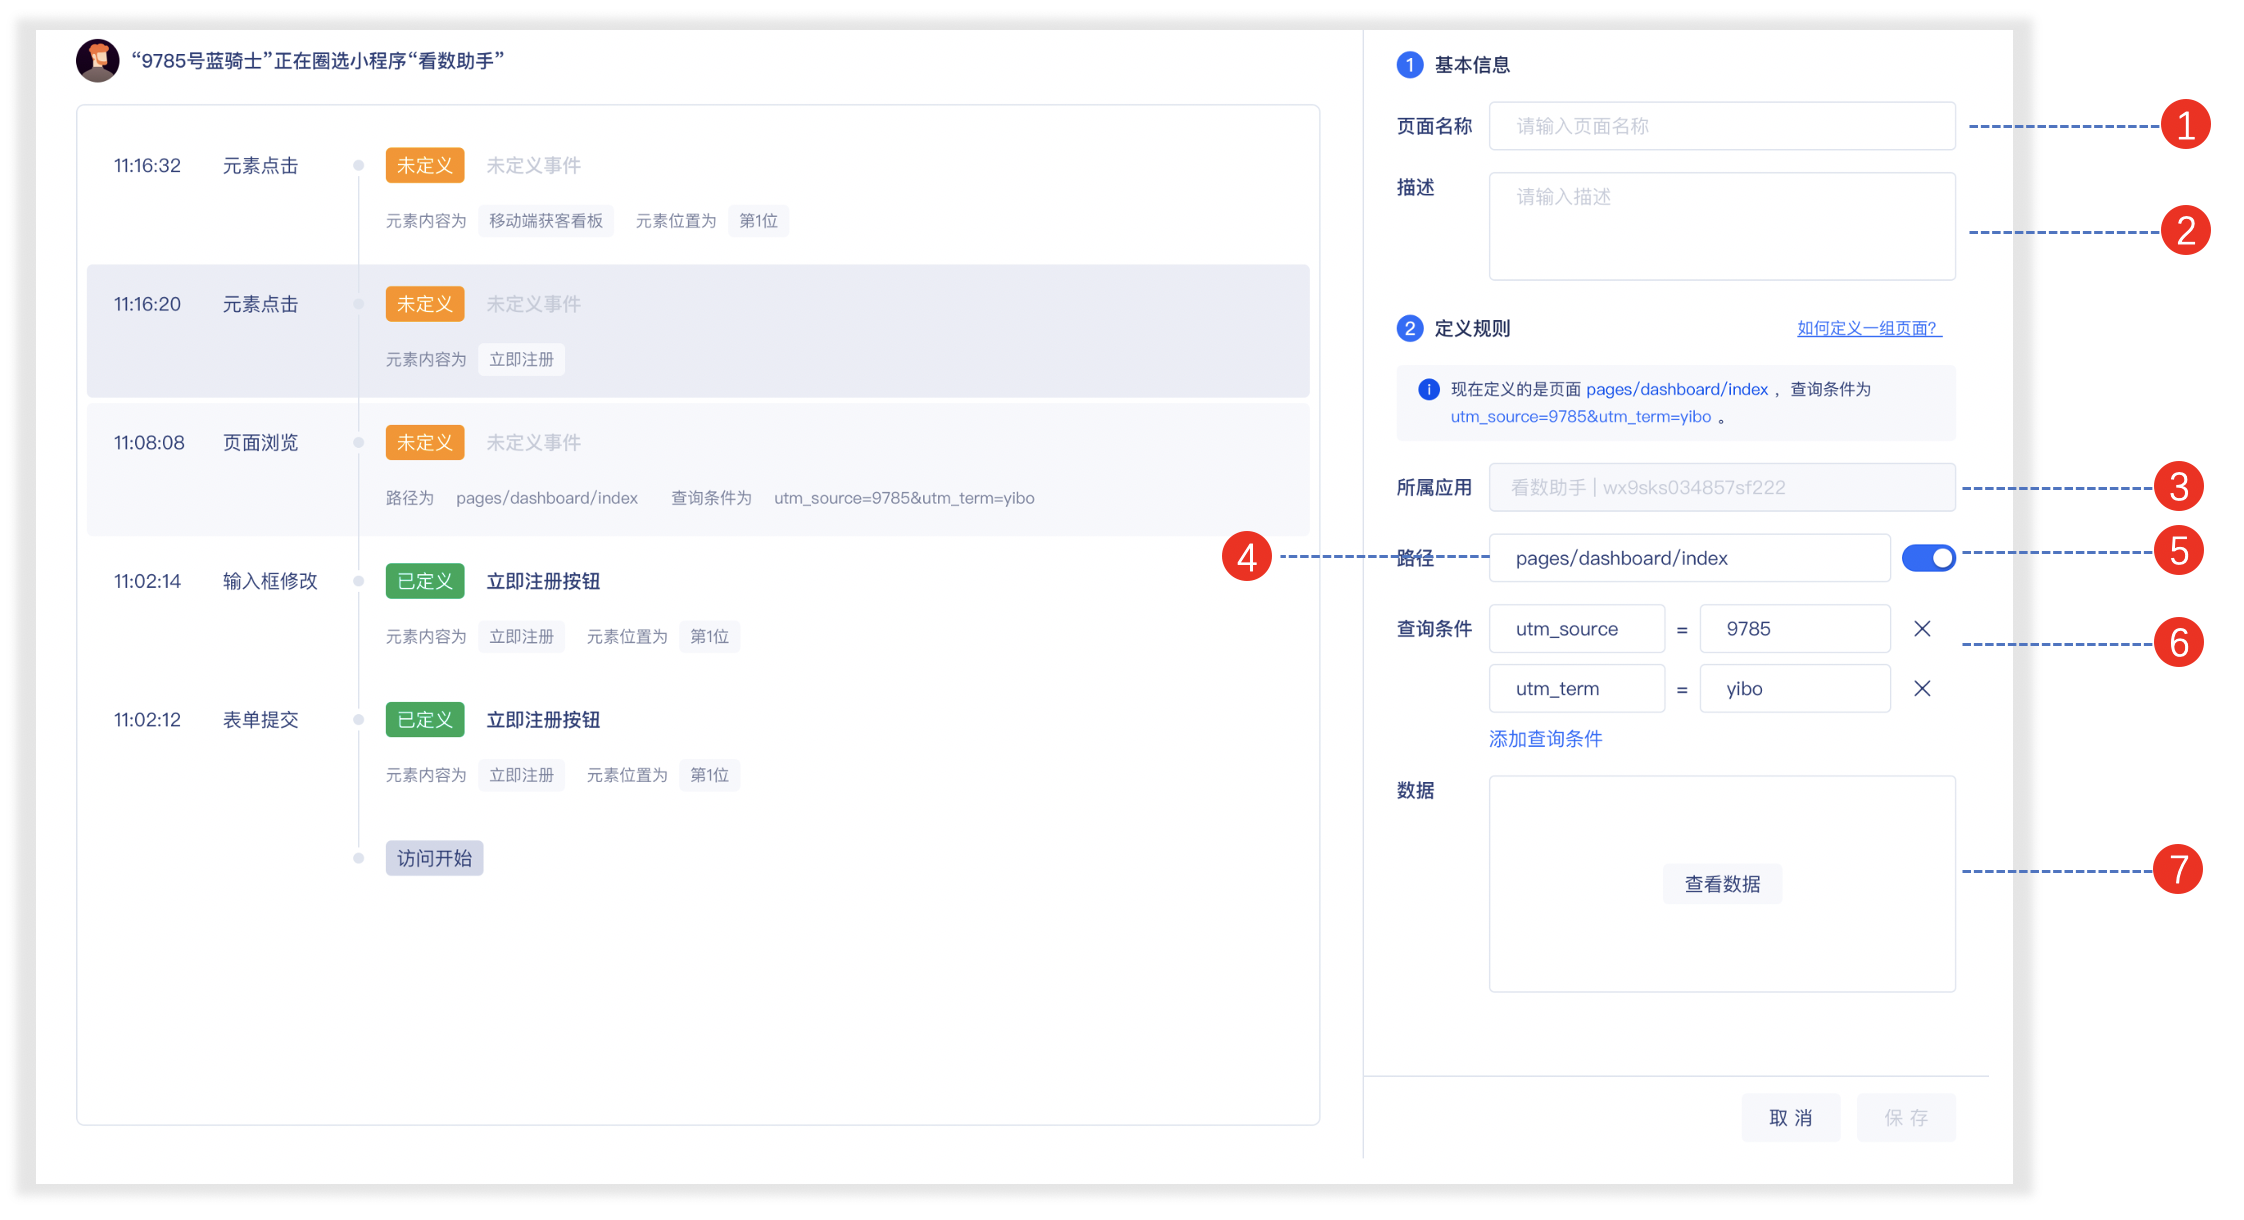 “9785号蓝骑士”正在圈选小程序“看数助手”
11:16:32 元素点击 未定义 未定义事件
元素内容为 移动端获客看板 元素位置为 第1位
11:16:20 元素点击 未定义 未定义事件
元素内容为 立即注册
11:08:08 页面浏览 未定义 未定义事件
路径为 pages/dashboard/index 查询条件为 utm_source=9785&utm_term=yibo
11:02:14 输入框修改 已定义 立即注册按钮
元素内容为 立即注册 元素位置为 第1位
11:02:12 表单提交 已定义 立即注册按钮
元素内容为 立即注册 元素位置为 第1位
访问开始
1 基本信息
页面名称 请输入页面名称 1
描述 请输入描述 2
2 定义规则 如何定义一组页面?
i 现在定义的是页面 pages/dashboard/index ，查询条件为
utm_source=9785&utm_term=yibo 。
所属应用 看数助手 | wx9sks034857sf222 3
4 路径 pages/dashboard/index 5
查询条件 utm_source = 9785 6
utm_term = yibo
添加查询条件
数据
查看数据 7
取 消 保 存